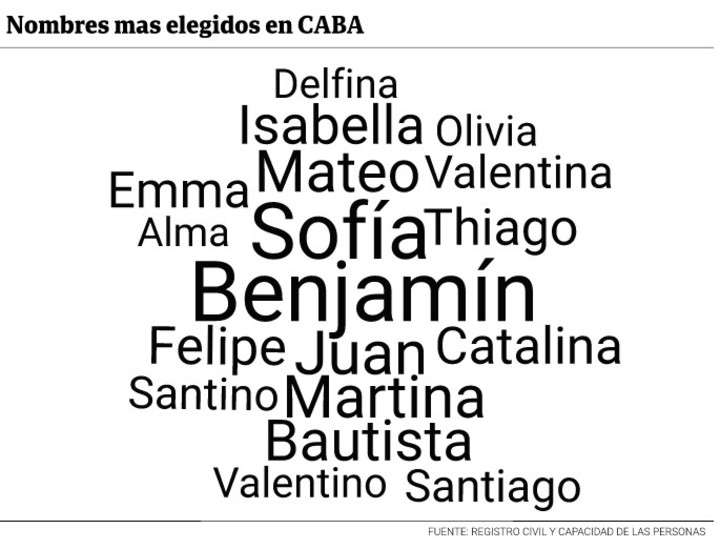 Nombres mas elegidos en CABA
Delfina
Isabella Olivia
Mateo Valentina
Emma
Alma Sofía Thiago
Benjamín
Felipe Juan Catalina
Santino Martina
Bautista
Valentino Santiago
FUENTE: REGISTRO CIVIL Y CAPACIDAD DE LAS PERSONAS